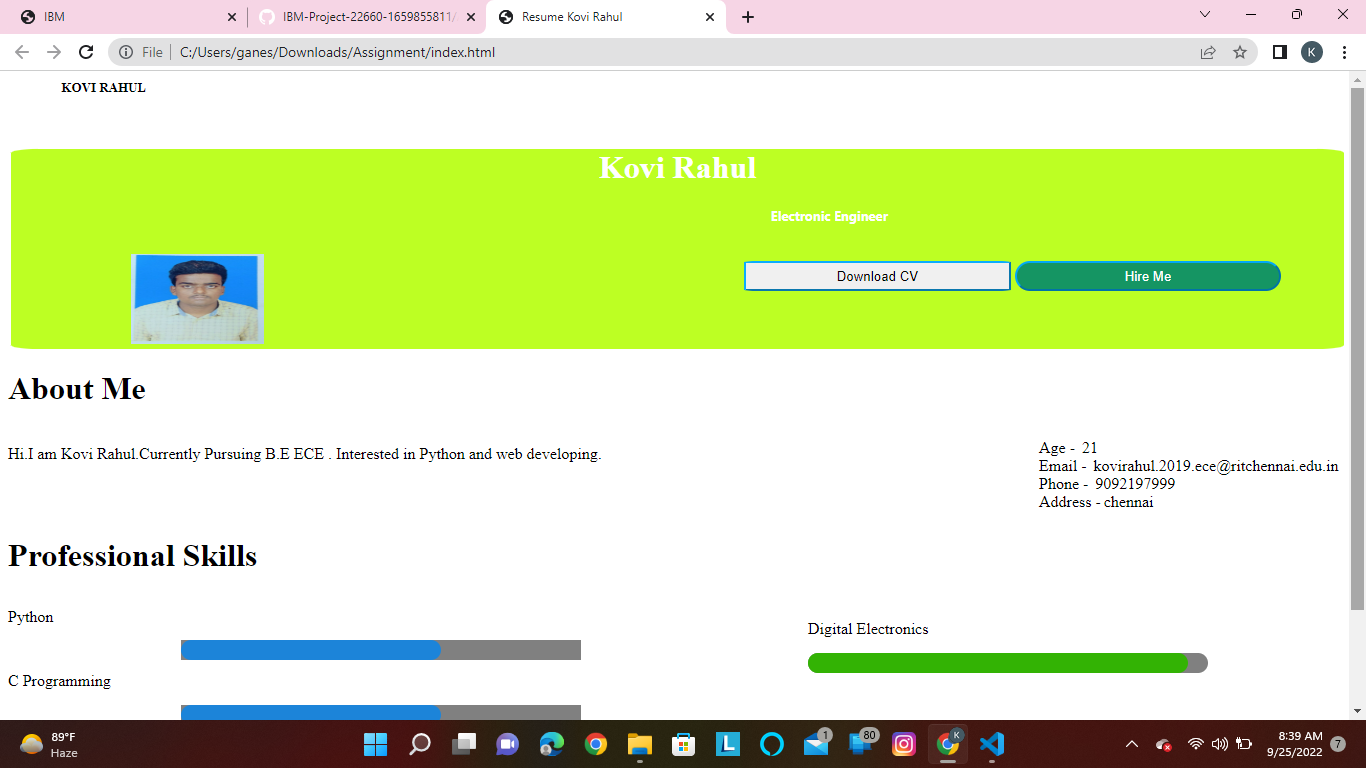 IBM
IBM-Project-22660-1659855811/
Resume Kovi Rahul
File
C:/Users/ganes/Downloads/Assignment/index.html
K
KOVI RAHUL
Kovi Rahul
Electronic Engineer
Download CV
Hire Me
About Me
Hi.I am Kovi Rahul.Currently Pursuing B.E ECE . Interested in Python and web developing.
Age - 21
Email - kovirahul.2019.ece@ritchennai.edu.in
Phone - 9092197999
Address - chennai
Professional Skills
Python
Digital Electronics
C Programming
89°F
Haze
L
1
80
K
8:39 AM
9/25/2022
7